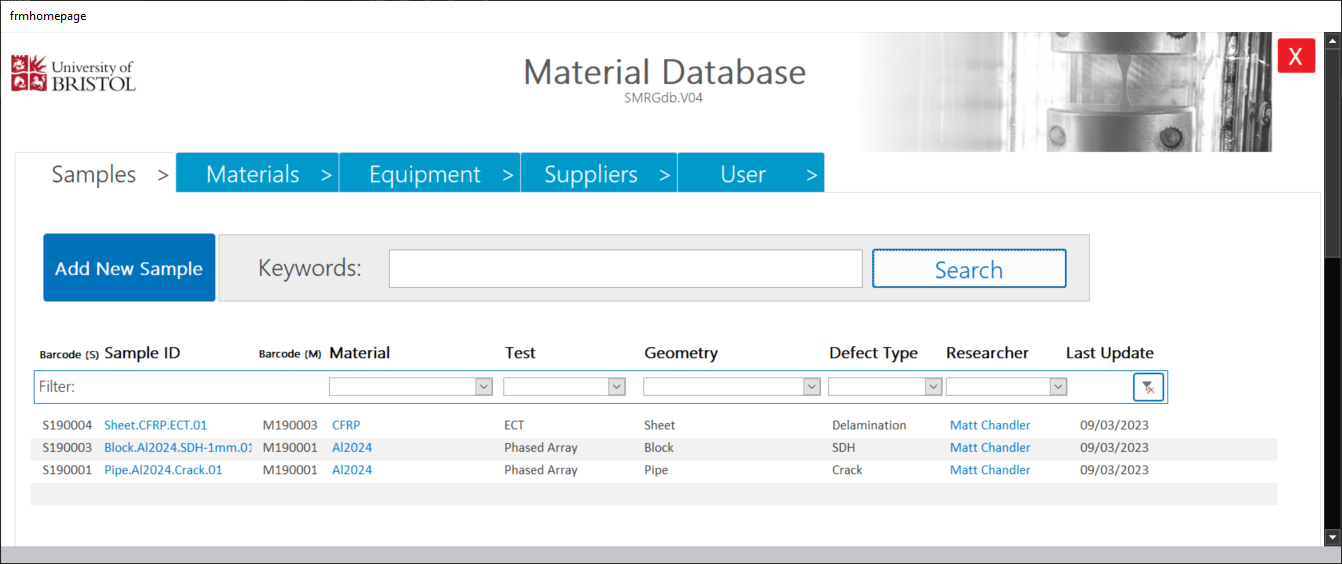 frmhomepage
University of
BRISTOL
Material Database
SMRGdb.V04
X
Samples > Materials > Equipment > Suppliers > User >
Add New Sample Keywords: Search
Barcode (S) Sample ID Barcode (M) Material Test Geometry Defect Type Researcher Last Update
Filter:
S190004 Sheet.CFRP.ECT.01 M190003 CFRP ECT Sheet Delamination Matt Chandler 09/03/2023
S190003 Block.Al2024.SDH-1mm.01 M190001 Al2024 Phased Array Block SDH Matt Chandler 09/03/2023
S190001 Pipe.Al2024.Crack.01 M190001 Al2024 Phased Array Pipe Crack Matt Chandler 09/03/2023